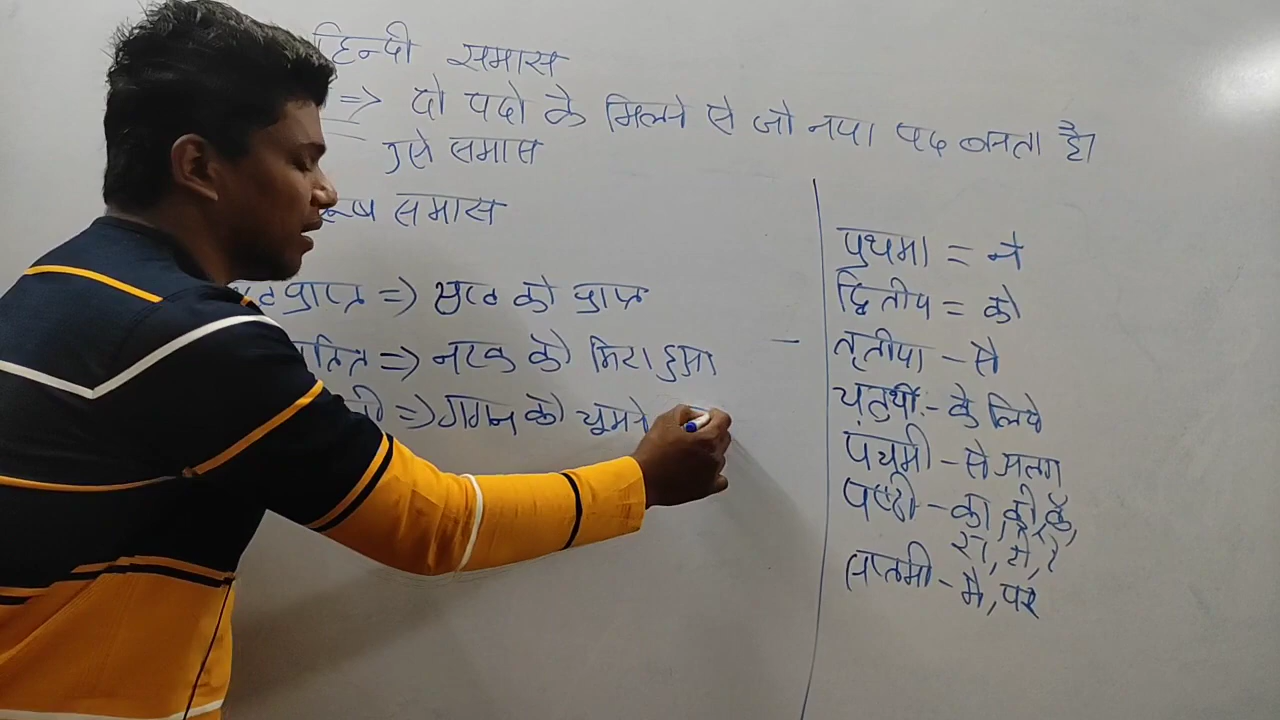 हिन्दी समास
=> दो पदो के मिलने से जो नया पद बनता है।
उसे समास
रूष समास
=> सुख को प्राप्त
=> नरक को गिरा हुआ
=> गगन को चूमने
प्रथमा = ने
द्वितीय = को
तृतीया - से
चतुर्थी :- के लिये
पंचमी - से अलग
षष्ठी - का, की, के,
रा, री, रे
सप्तमी - मे, पर